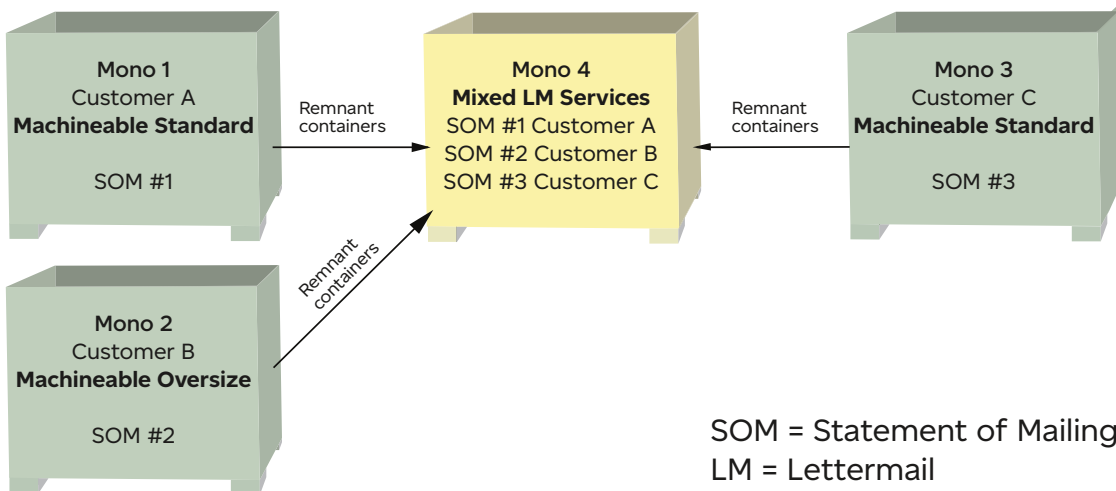 Mono 1
Customer A
Machineable Standard
SOM #1
Remnant
containers
Mono 4
Mixed LM Services
SOM #1 Customer A
SOM #2 Customer B
SOM #3 Customer C
Remnant
containers
Mono 3
Customer C
Machineable Standard
SOM #3
Mono 2
Customer B
Machineable Oversize
SOM #2
Remnant
containers
SOM = Statement of Mailing
LM = Lettermail